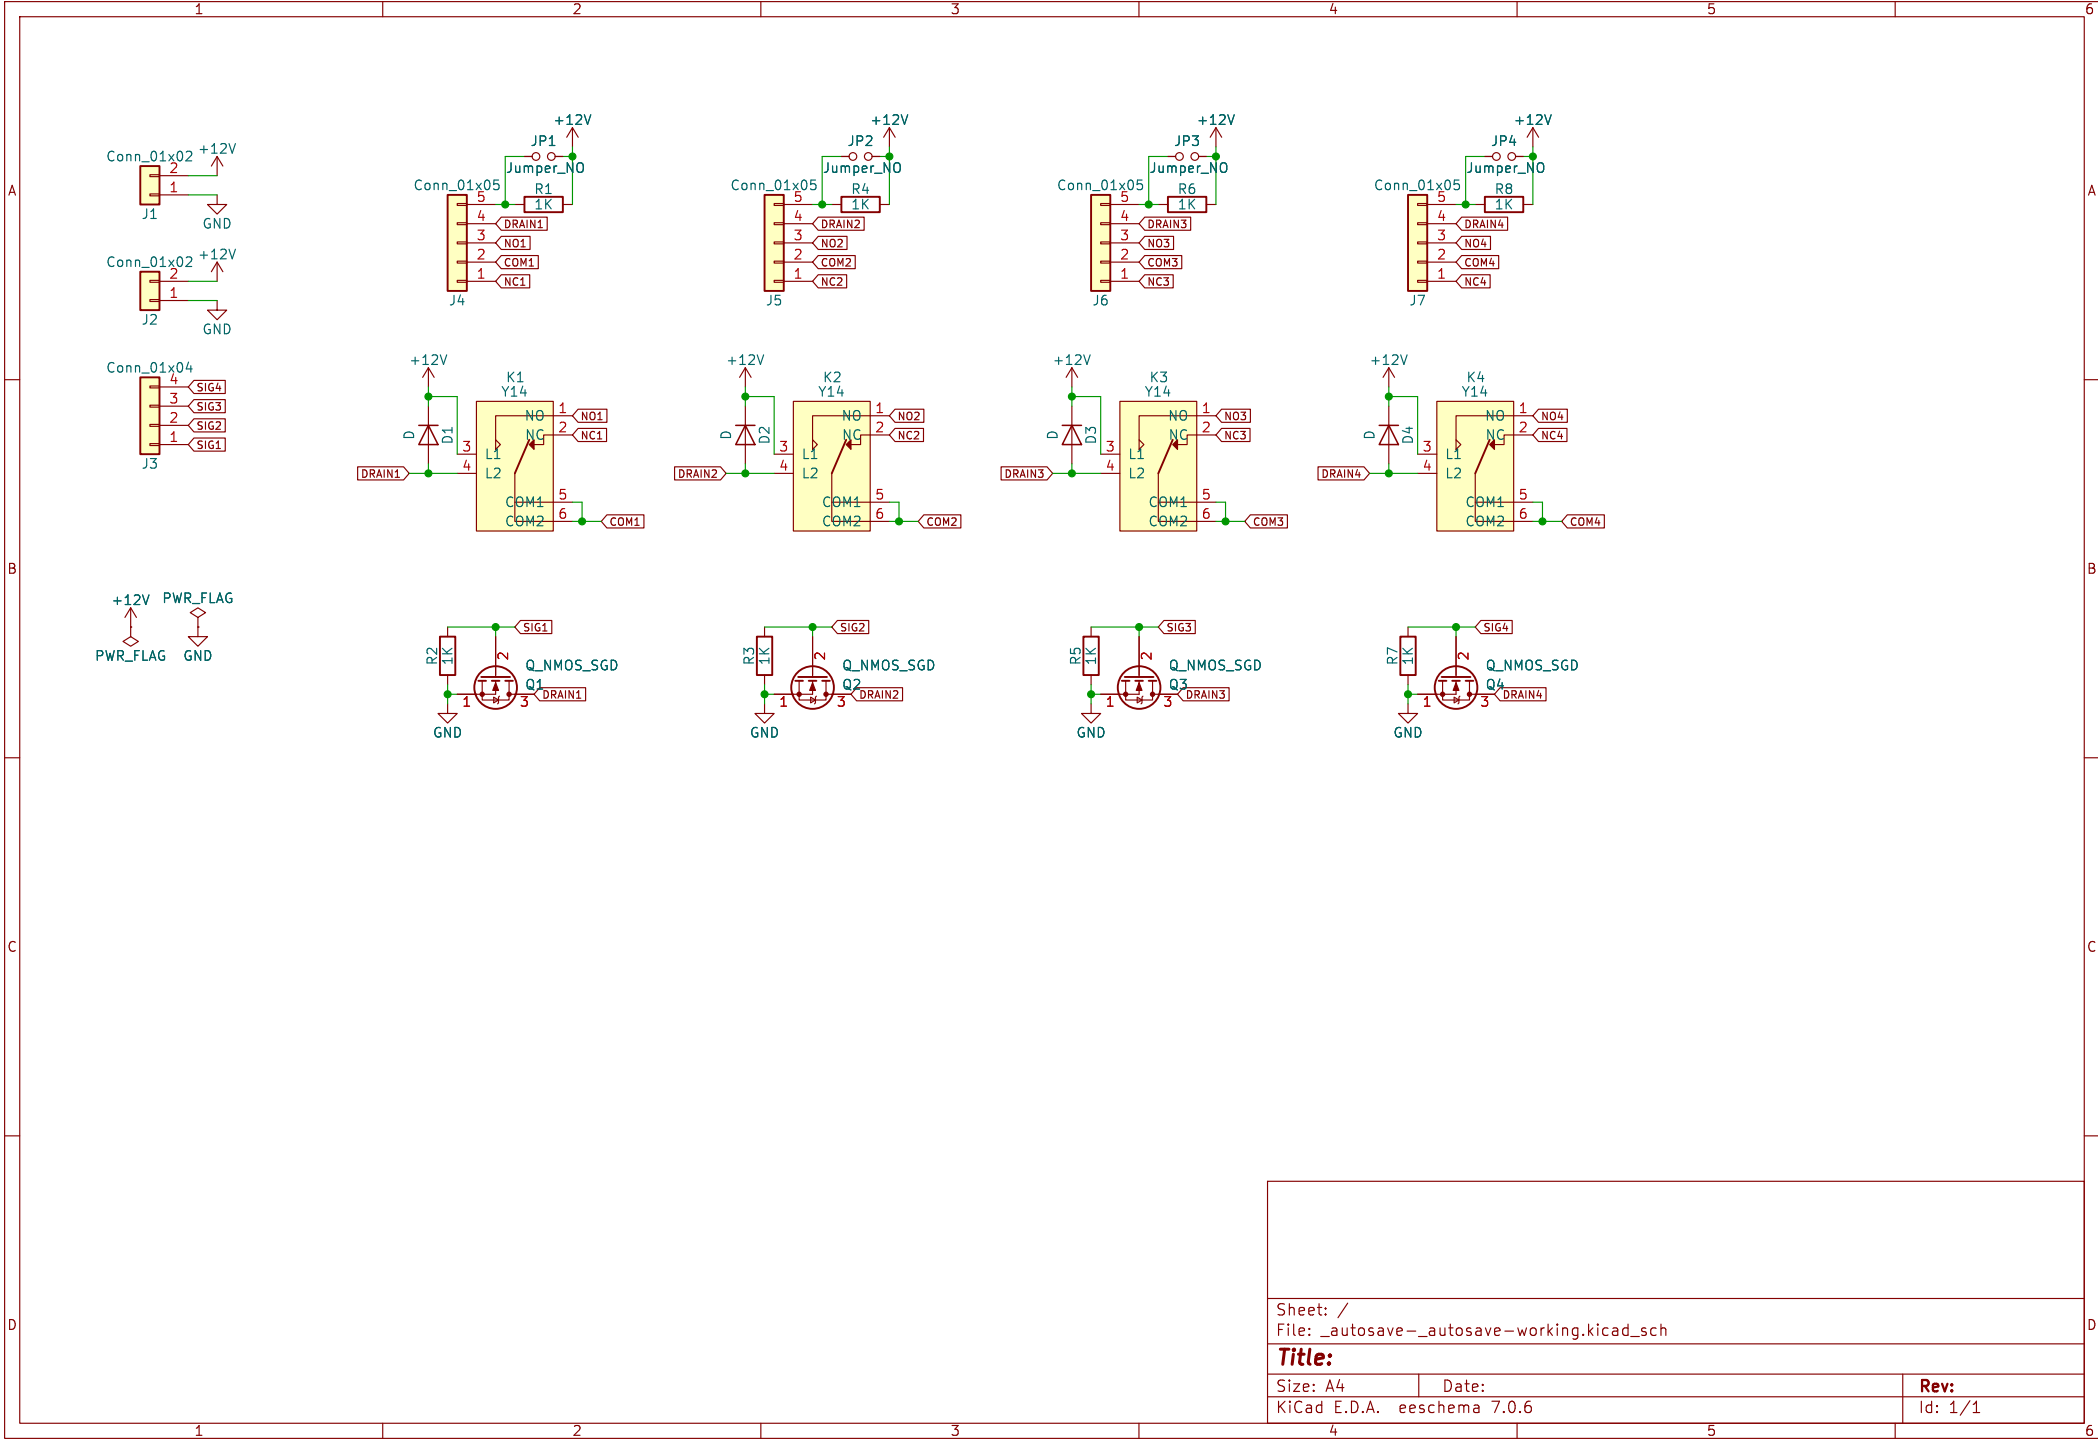 1 2 3 4 5 6
A A
B B
C C
D D
Conn_01x02 +12V
2
1
J1 GND
Conn_01x02 +12V
2
1
J2 GND
Conn_01x04
4 SIG4
3 SIG3
2 SIG2
1 SIG1
J3
+12V PWR_FLAG
PWR_FLAG GND
+12V
JP1
Jumper_NO
Conn_01x05 R1
5 1K
4 DRAIN1
3 NO1
2 COM1
1 NC1
J4
+12V
JP2
Jumper_NO
Conn_01x05 R4
5 1K
4 DRAIN2
3 NO2
2 COM2
1 NC2
J5
+12V
JP3
Jumper_NO
Conn_01x05 R6
5 1K
4 DRAIN3
3 NO3
2 COM3
1 NC3
J6
+12V
JP4
Jumper_NO
Conn_01x05 R8
5 1K
4 DRAIN4
3 NO4
2 COM4
1 NC4
J7
+12V
K1
Y14
NO 1 NO1
D D1 NC 2 NC1
3 L1
DRAIN1 4 L2
COM1 5
COM2 6 COM1
+12V
K2
Y14
NO 1 NO2
D D2 NC 2 NC2
3 L1
DRAIN2 4 L2
COM1 5
COM2 6 COM2
+12V
K3
Y14
NO 1 NO3
D D3 NC 2 NC3
3 L1
DRAIN3 4 L2
COM1 5
COM2 6 COM3
+12V
K4
Y14
NO 1 NO4
D D4 NC 2 NC4
3 L1
DRAIN4 4 L2
COM1 5
COM2 6 COM4
SIG1
R2 1K 2 Q_NMOS_SGD
Q1
1 3 DRAIN1
GND
SIG2
R3 1K 2 Q_NMOS_SGD
Q2
1 3 DRAIN2
GND
SIG3
R5 1K 2 Q_NMOS_SGD
Q3
1 3 DRAIN3
GND
SIG4
R7 1K 2 Q_NMOS_SGD
Q4
1 3 DRAIN4
GND
Sheet: /
File: _autosave-_autosave-working.kicad_sch
Title:
Size: A4 Date: Rev:
KiCad E.D.A. eeschema 7.0.6 Id: 1/1
1 2 3 4 5 6